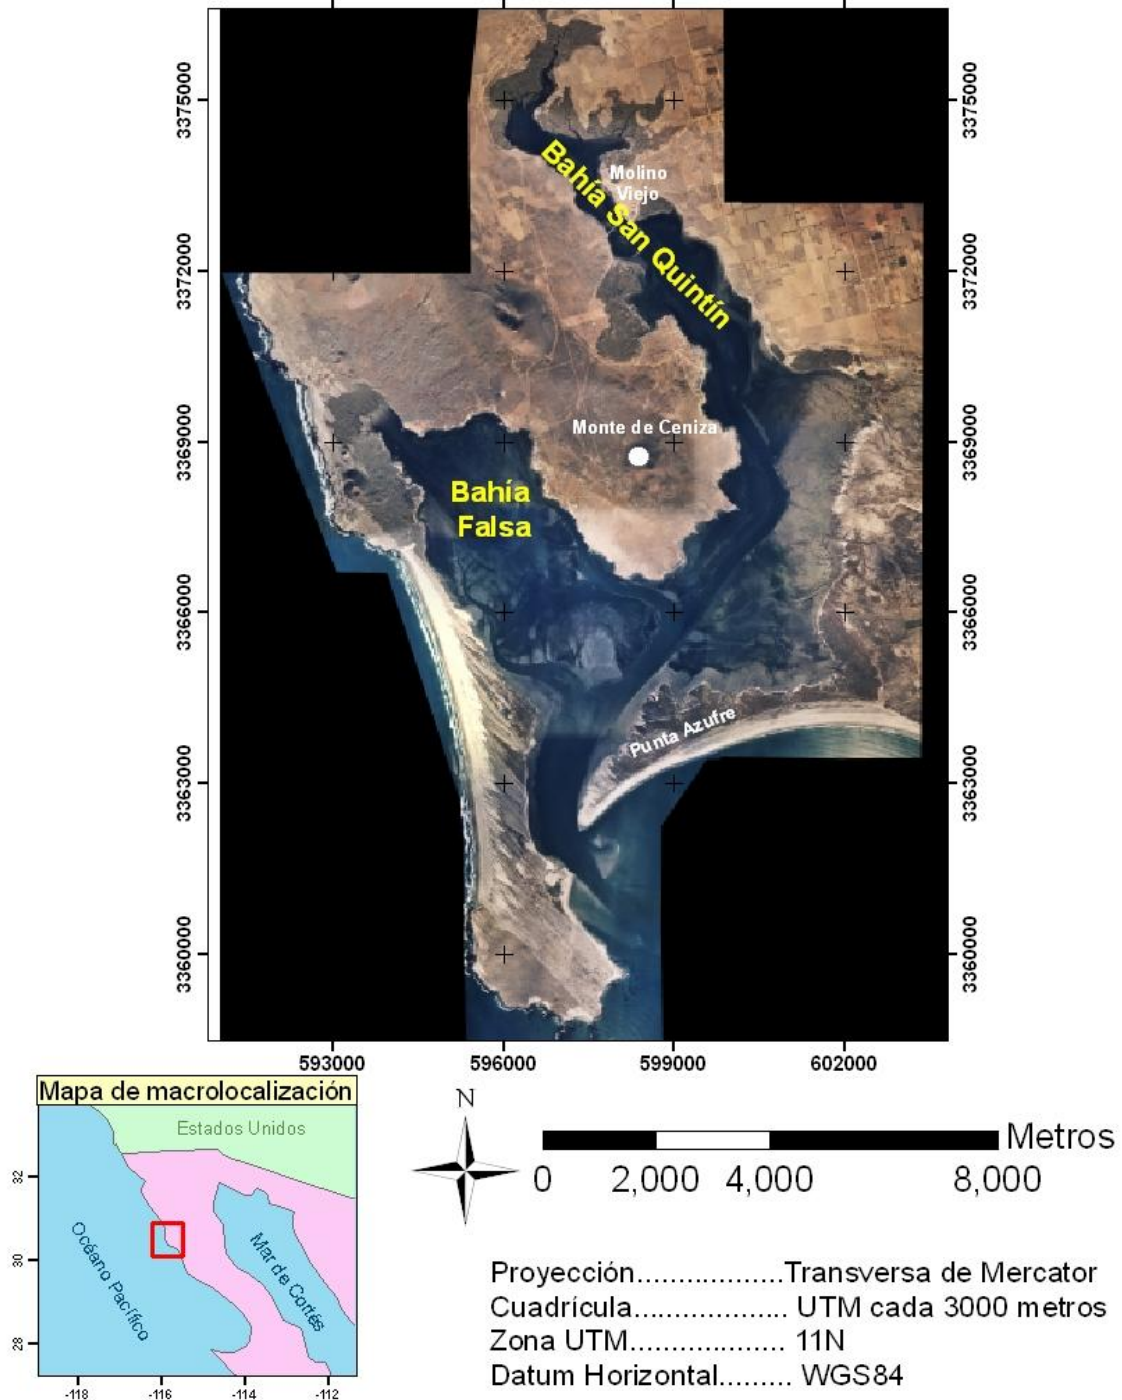 3375000
3375000
Bahía San Quintín
Molino
Viejo
3372000
3372000
Monte de Ceniza
3369000
3369000
Bahía
Falsa
3366000
3366000
Punta Azufre
3363000
3363000
3360000
3360000
593000 596000 599000 602000
Mapa de macrolocalización
Estados Unidos
32
30
28
Océano Pacífico
Mar de Cortés
-118 -116 -114 -112
N
Metros
0 2,000 4,000 8,000
Proyección..................Transversa de Mercator
Cuadrícula................... UTM cada 3000 metros
Zona UTM................... 11N
Datum Horizontal......... WGS84